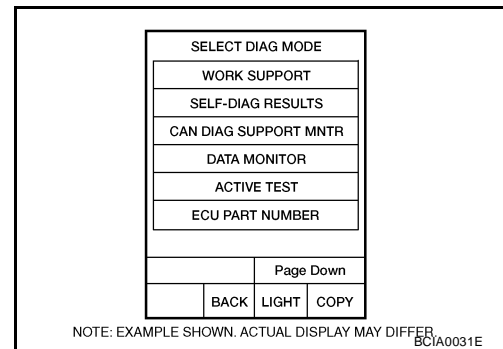 SELECT DIAG MODE
WORK SUPPORT
SELF-DIAG RESULTS
CAN DIAG SUPPORT MNTR
DATA MONITOR
ACTIVE TEST
ECU PART NUMBER
Page Down
BACK LIGHT COPY
NOTE: EXAMPLE SHOWN. ACTUAL DISPLAY MAY DIFFER.
BCIA0031E